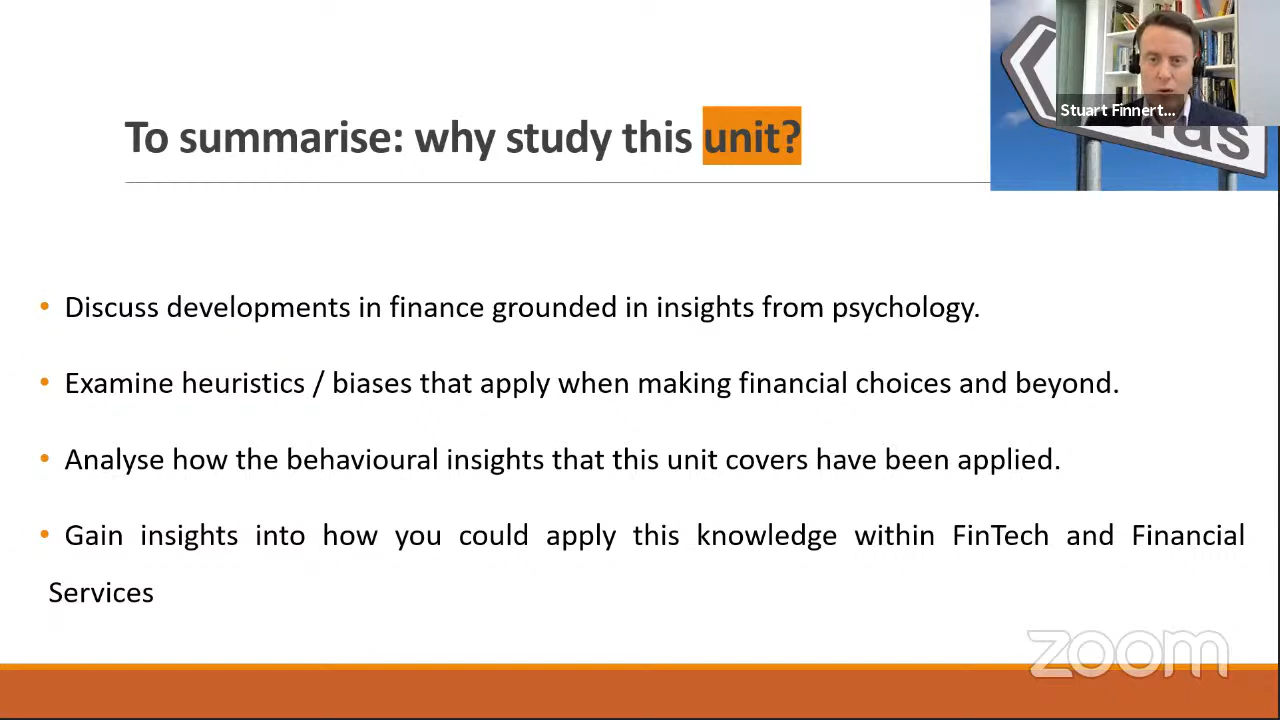 Stuart Finnert...
To summarise: why study this unit?
• Discuss developments in finance grounded in insights from psychology.
• Examine heuristics / biases that apply when making financial choices and beyond.
• Analyse how the behavioural insights that this unit covers have been applied.
• Gain insights into how you could apply this knowledge within FinTech and Financial
Services
zoom